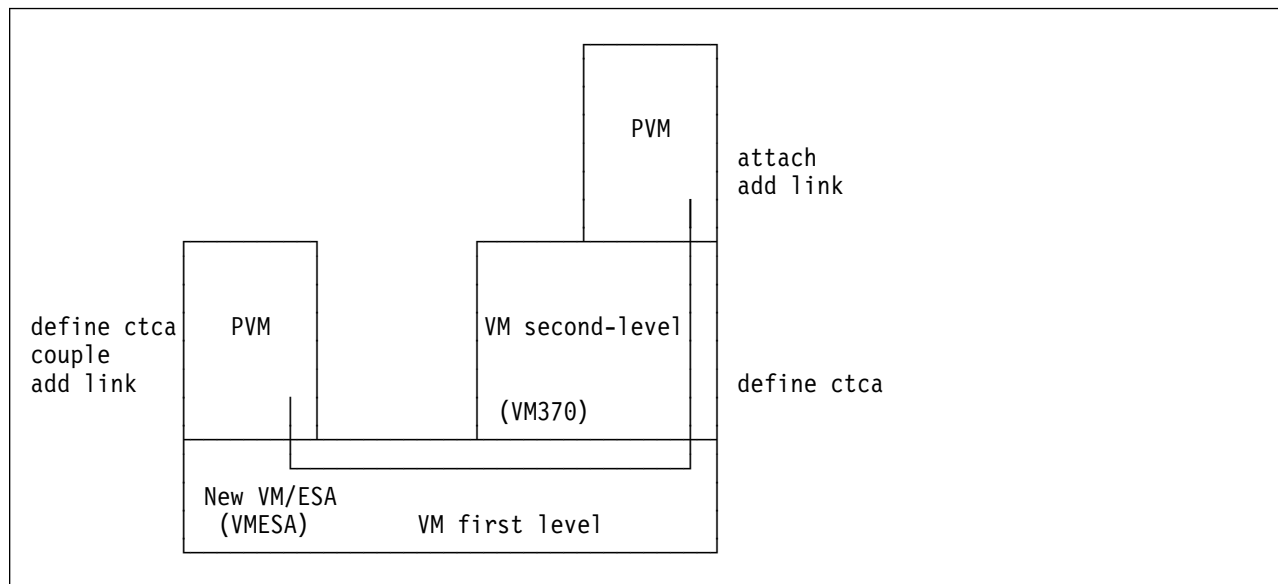 PVM
attach
add link
define ctca
couple
add link
PVM
VM second-level
(VM370)
define ctca
New VM/ESA
(VMESA)
VM first level